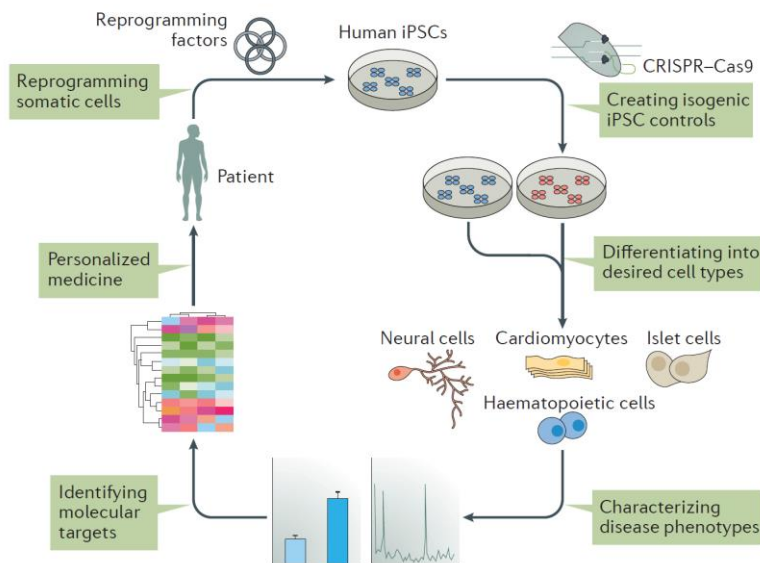 Reprogramming
factors
Human iPSCs
CRISPR–Cas9
Reprogramming
somatic cells
Creating isogenic
iPSC controls
Patient
Personalized
medicine
Differentiating into
desired cell types
Neural cells
Cardiomyocytes
Islet cells
Haematopoietic cells
Identifying
molecular
targets
Characterizing
disease phenotypes